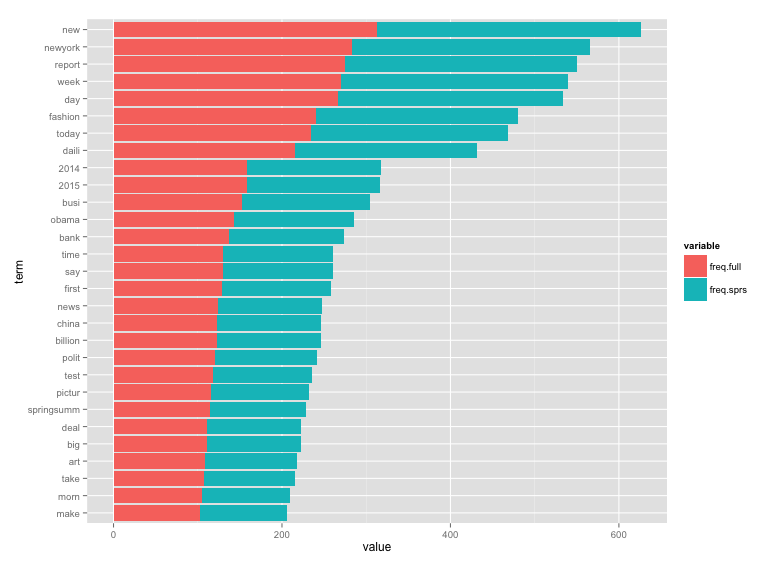 new
newyork
report
week
day
fashion
today
daili
2014
2015
busi
obama
bank
time
say
first
news
china
billion
polit
test
pictur
springsumm
deal
big
art
take
mom
make
term
0 200 400 600
value
variable
freq.full
freq.sprs